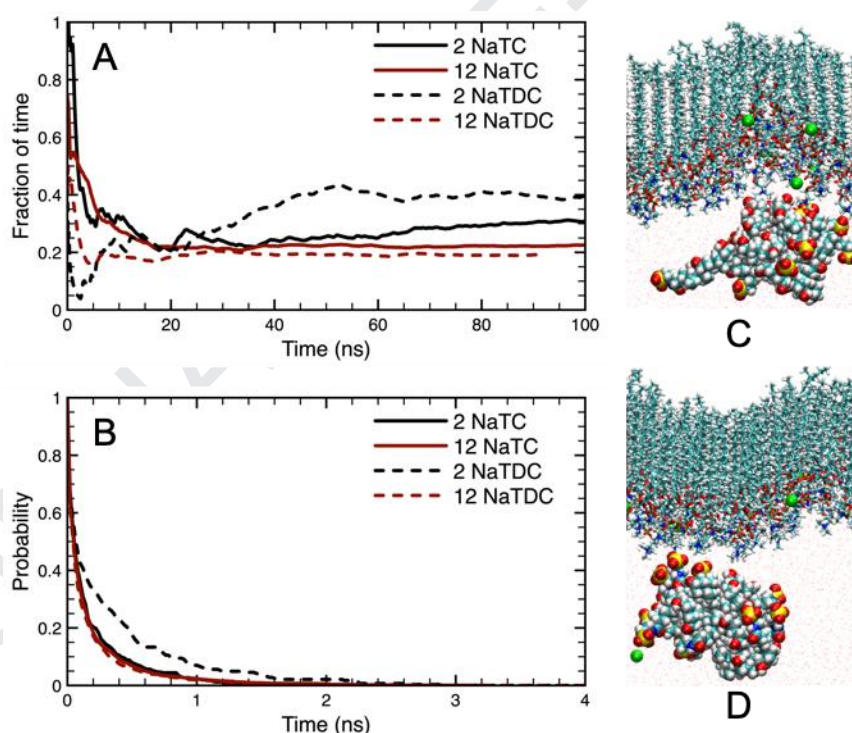 A
2 NaTC
12 NaTC
2 NaTDC
12 NaTDC
Fraction of time
1
0.8
0.6
0.4
0.2
0
0 20 40 60 80 100
Time (ns)
C
B
2 NaTC
12 NaTC
2 NaTDC
12 NaTDC
Probability
1
0.8
0.6
0.4
0.2
0
0 1 2 3 4
Time (ns)
D